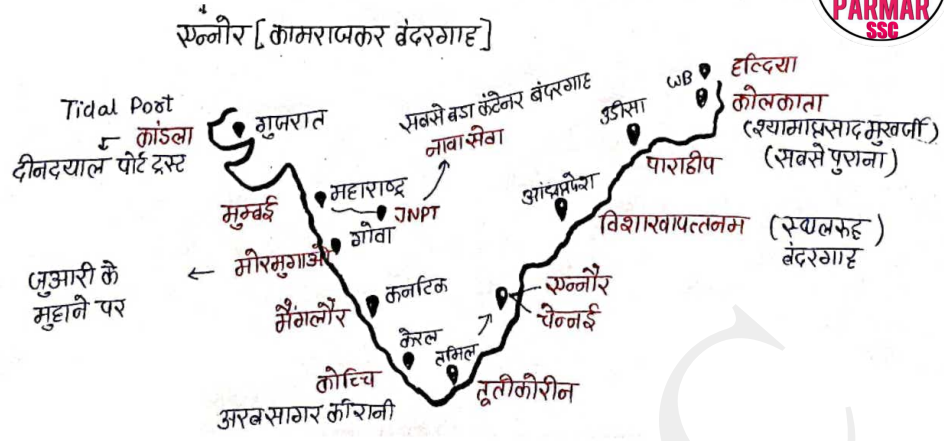 PARMAR
SSC
एन्नोर [कामराजकर बंदरगाह]
Tidal Port
← कांडला
दीनदयाल पोर्ट ट्रस्ट
गुजरात
सबसे बडा कंटेनर बंदरगाह
नावा सेवा
महाराष्ट्र
JNPT
मुम्बई
गोवा
मोरमुगाओ
←
जुआरी के
मुहाने पर
कर्नाटक
मैंगलौर
केरल
कोच्चि
अरब सागर की रानी
तमिल
तूतीकोरीन
एन्नौर
चेन्नई
विशाखापत्तनम (स्थलरुह)
बंदरगाह
आंध्रप्रदेश
पारादीप
उडीसा
WB
हल्दिया
कोलकाता
(श्यामाप्रसाद मुखर्जी)
(सबसे पुराना)